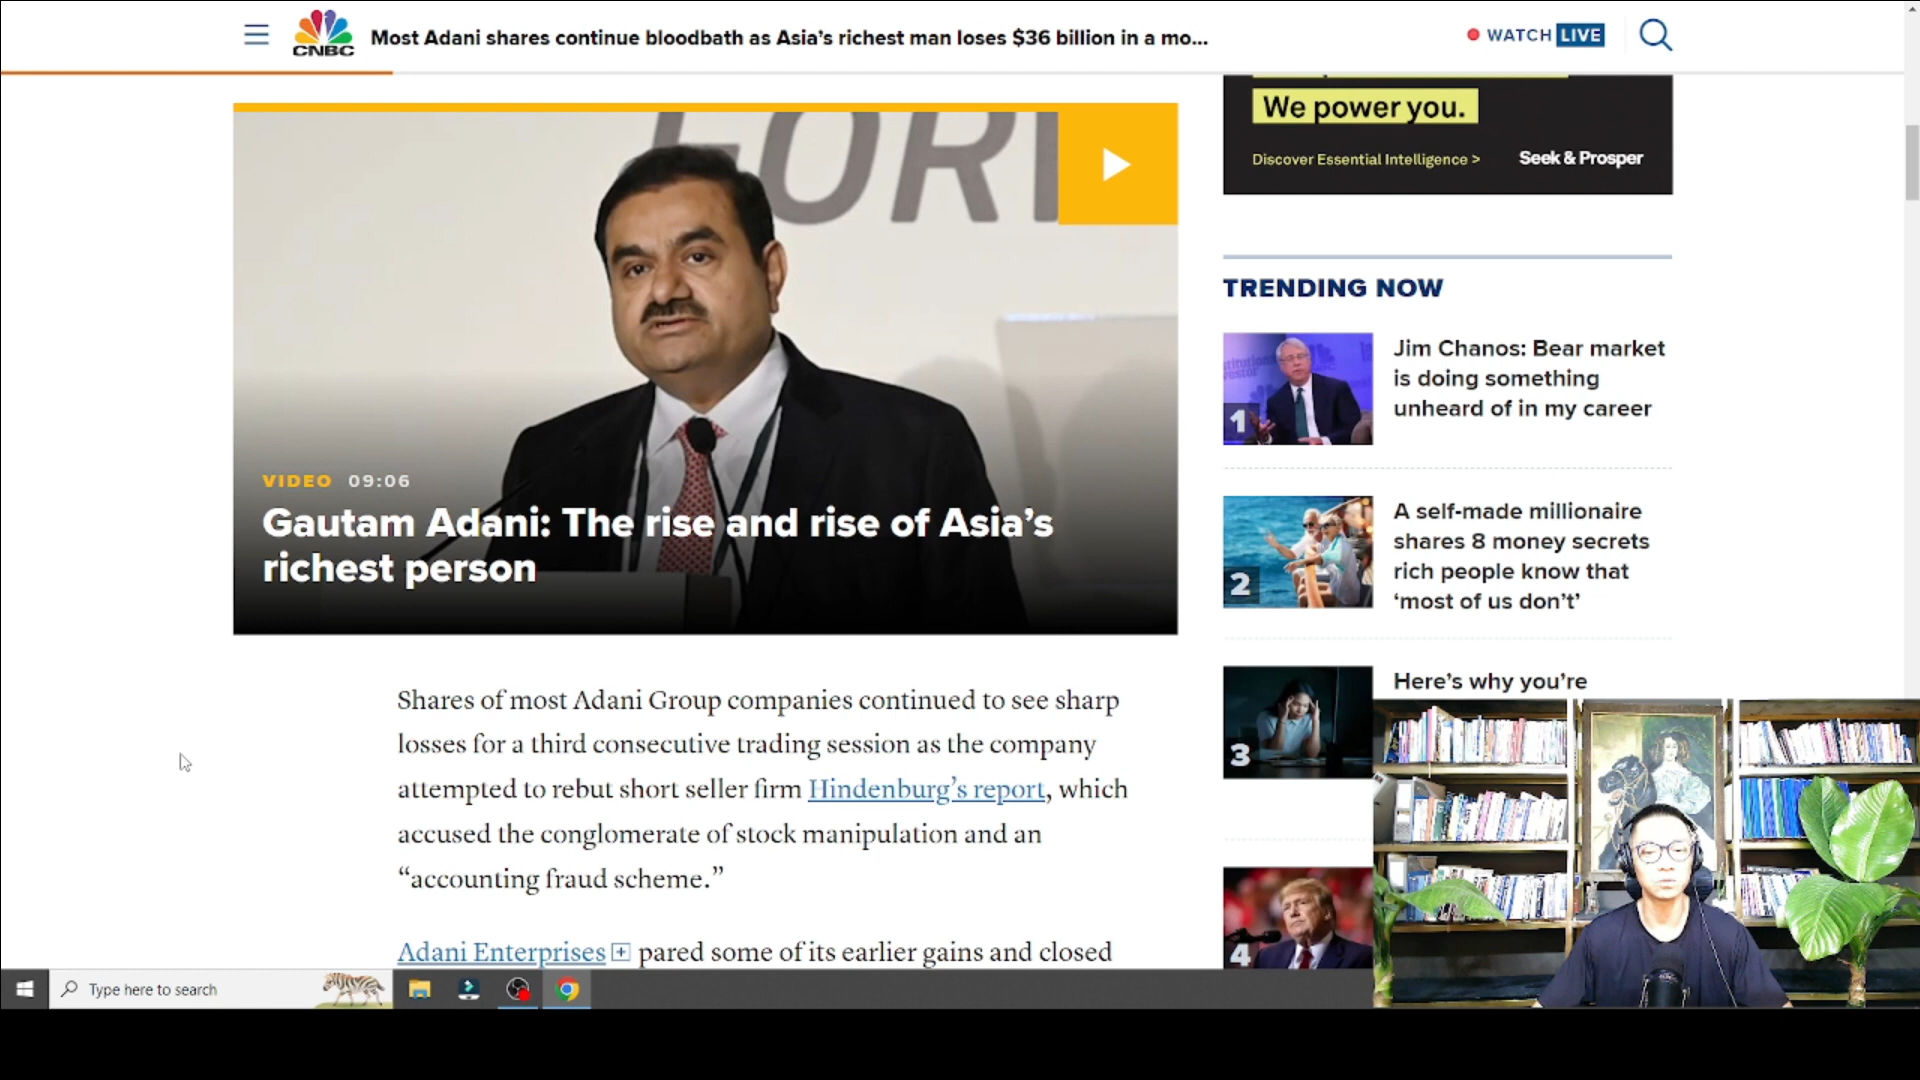 CNBC
Most Adani shares continue bloodbath as Asia’s richest man loses $36 billion in a mo...
WATCH LIVE
FOR
VIDEO 09:06
Gautam Adani: The rise and rise of Asia’s
richest person
Shares of most Adani Group companies continued to see sharp
losses for a third consecutive trading session as the company
attempted to rebut short seller firm Hindenburg’s report, which
accused the conglomerate of stock manipulation and an
“accounting fraud scheme.”
Adani Enterprises pared some of its earlier gains and closed
We power you.
Discover Essential Intelligence >
Seek & Prosper
TRENDING NOW
1
Jim Chanos: Bear market
is doing something
unheard of in my career
2
A self-made millionaire
shares 8 money secrets
rich people know that
‘most of us don’t’
3
Here’s why you’re
4
Type here to search